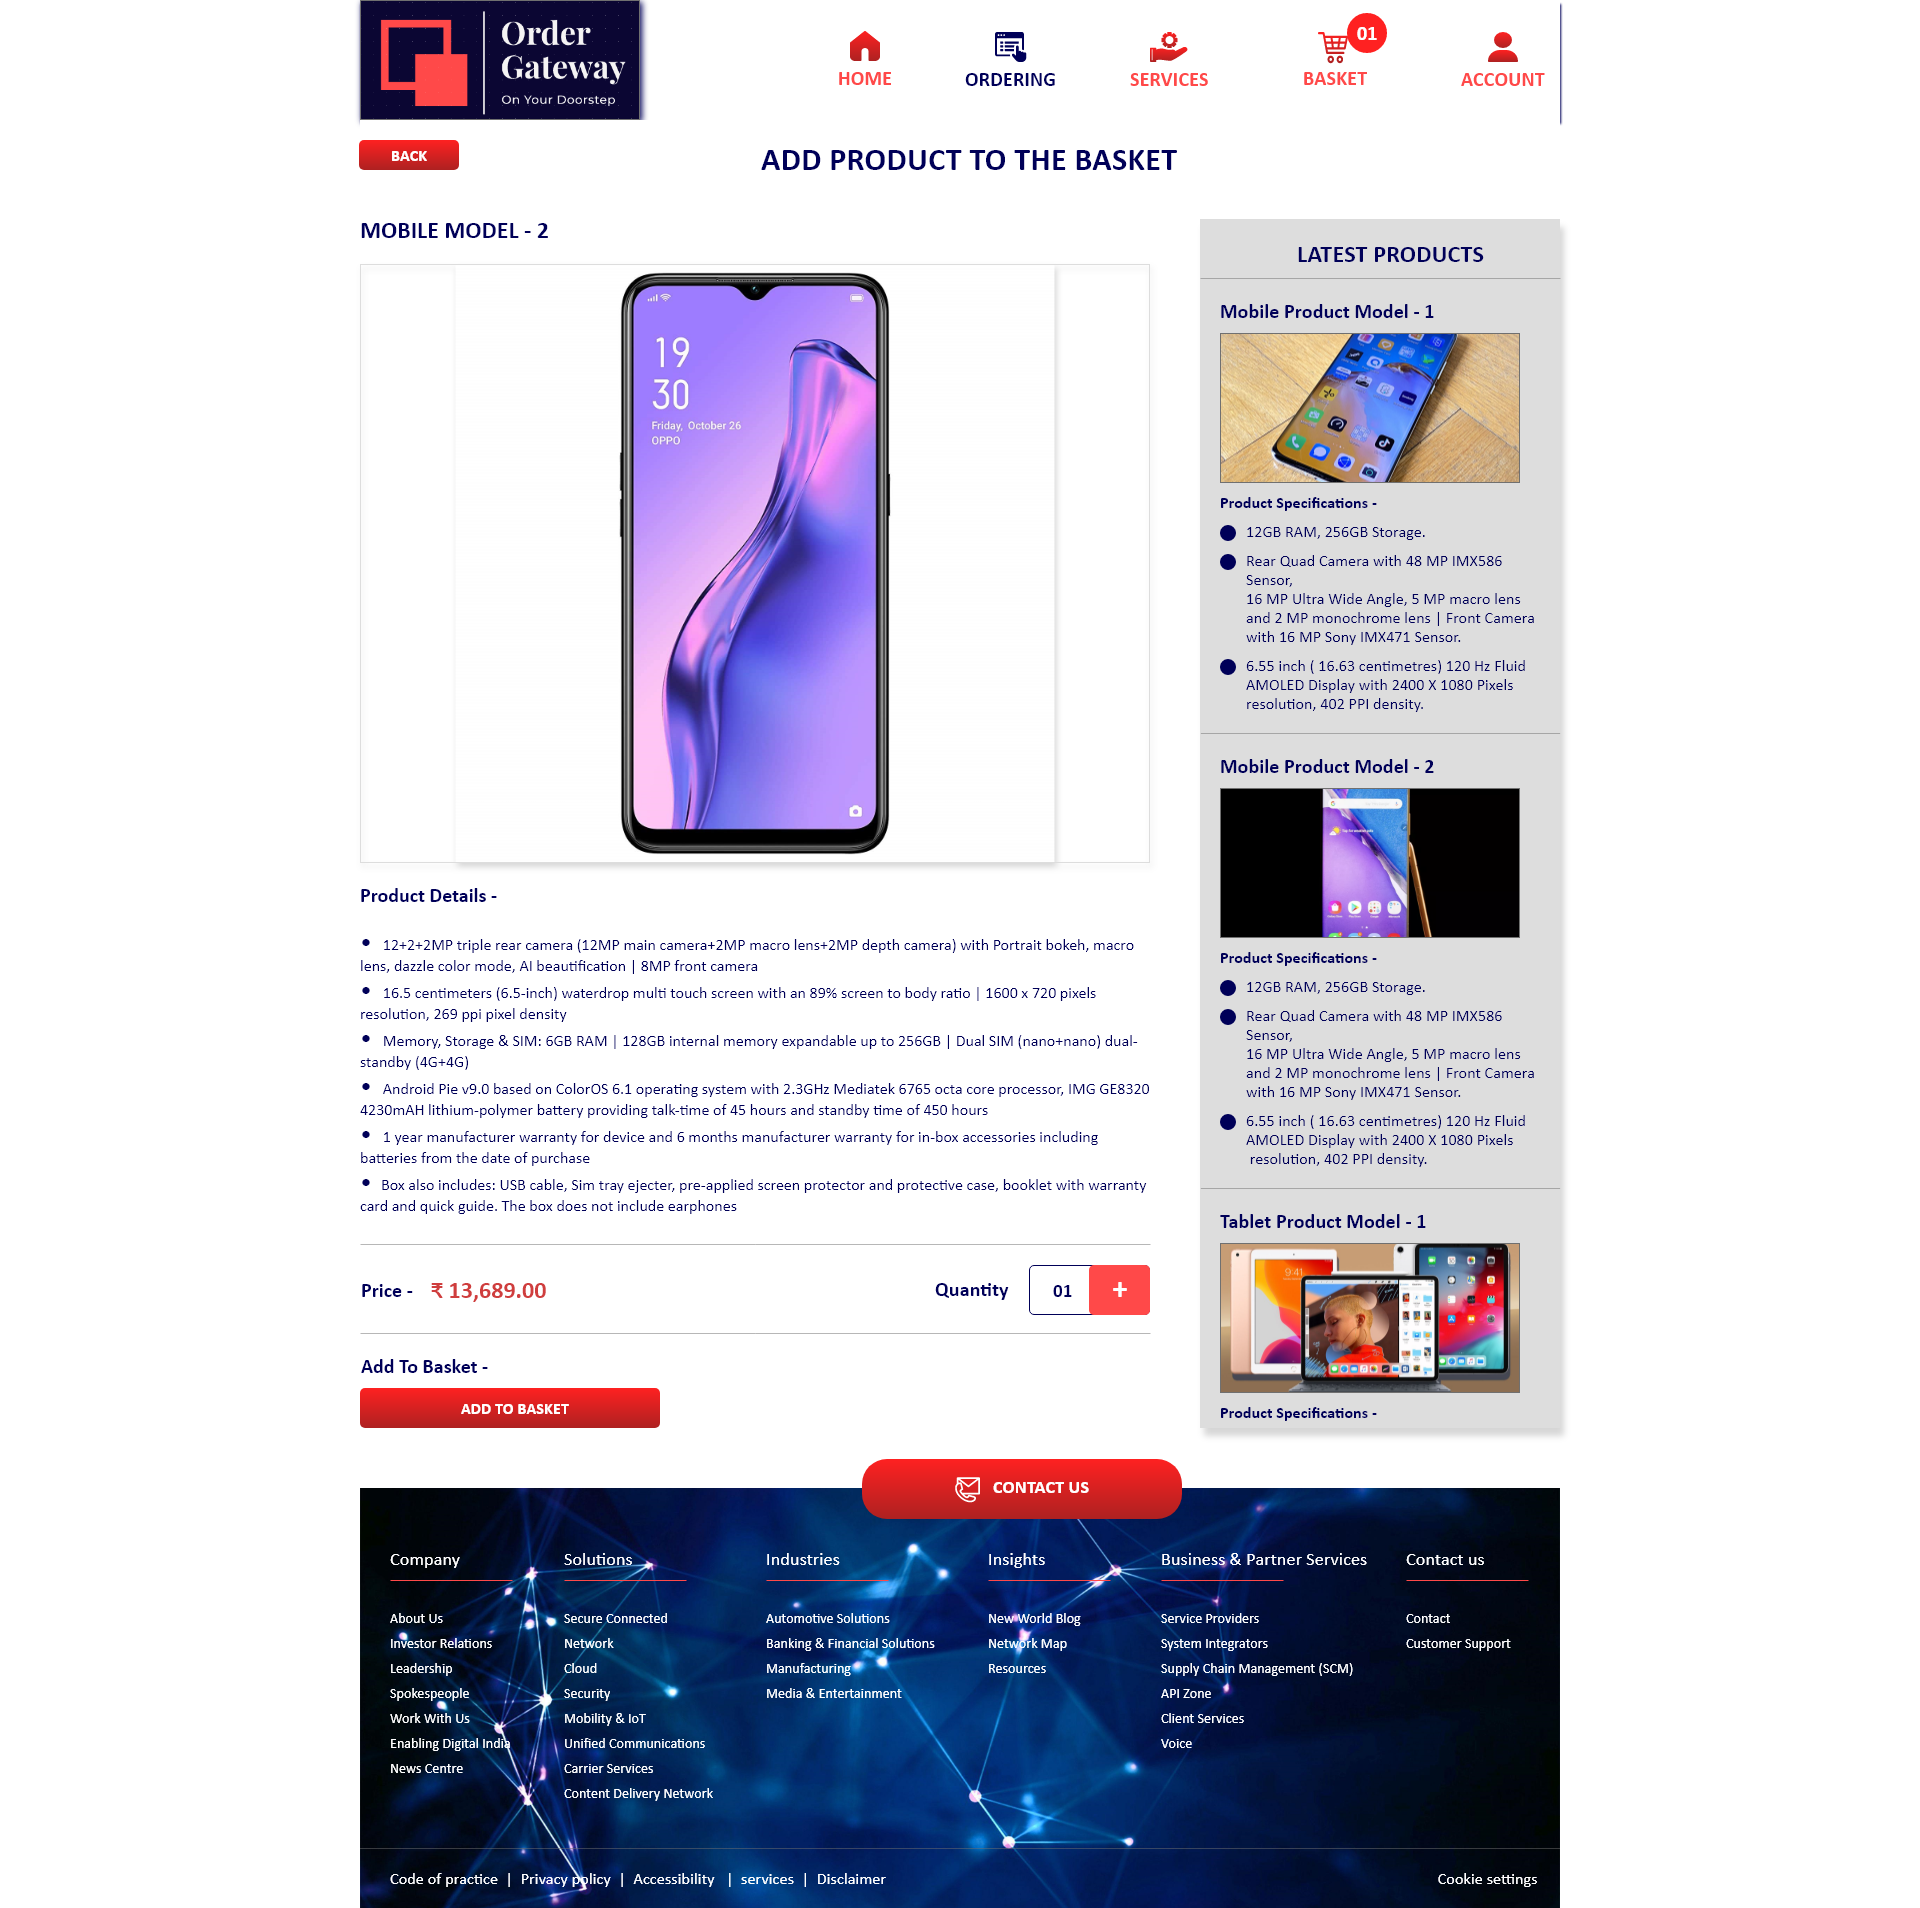 Order
Gateway
On Your Doorstep
HOME
ORDERING
SERVICES
BASKET
01
ACCOUNT
BACK
ADD PRODUCT TO THE BASKET
MOBILE MODEL - 2
19
30
Friday, October 26
OPPO
Product Details -
• 12+2+2MP triple rear camera (12MP main camera+2MP macro lens+2MP depth camera) with Portrait bokeh, macro
lens, dazzle color mode, AI beautification | 8MP front camera
• 16.5 centimeters (6.5-inch) waterdrop multi touch screen with an 89% screen to body ratio | 1600 x 720 pixels
resolution, 269 ppi pixel density
• Memory, Storage & SIM: 6GB RAM | 128GB internal memory expandable up to 256GB | Dual SIM (nano+nano) dual-
standby (4G+4G)
• Android Pie v9.0 based on ColorOS 6.1 operating system with 2.3GHz Mediatek 6765 octa core processor, IMG GE8320
4230mAH lithium-polymer battery providing talk-time of 45 hours and standby time of 450 hours
• 1 year manufacturer warranty for device and 6 months manufacturer warranty for in-box accessories including
batteries from the date of purchase
• Box also includes: USB cable, Sim tray ejecter, pre-applied screen protector and protective case, booklet with warranty
card and quick guide. The box does not include earphones
Price - ₹ 13,689.00
Quantity 01 +
Add To Basket -
ADD TO BASKET
LATEST PRODUCTS
Mobile Product Model - 1
Product Specifications -
12GB RAM, 256GB Storage.
Rear Quad Camera with 48 MP IMX586
Sensor,
16 MP Ultra Wide Angle, 5 MP macro lens
and 2 MP monochrome lens | Front Camera
with 16 MP Sony IMX471 Sensor.
6.55 inch ( 16.63 centimetres) 120 Hz Fluid
AMOLED Display with 2400 X 1080 Pixels
resolution, 402 PPI density.
Mobile Product Model - 2
Product Specifications -
12GB RAM, 256GB Storage.
Rear Quad Camera with 48 MP IMX586
Sensor,
16 MP Ultra Wide Angle, 5 MP macro lens
and 2 MP monochrome lens | Front Camera
with 16 MP Sony IMX471 Sensor.
6.55 inch ( 16.63 centimetres) 120 Hz Fluid
AMOLED Display with 2400 X 1080 Pixels
resolution, 402 PPI density.
Tablet Product Model - 1
9:41
Product Specifications -
CONTACT US
Company
About Us
Investor Relations
Leadership
Spokespeople
Work With Us
Enabling Digital India
News Centre
Solutions
Secure Connected
Network
Cloud
Security
Mobility & IoT
Unified Communications
Carrier Services
Content Delivery Network
Industries
Automotive Solutions
Banking & Financial Solutions
Manufacturing
Media & Entertainment
Insights
New World Blog
Network Map
Resources
Business & Partner Services
Service Providers
System Integrators
Supply Chain Management (SCM)
API Zone
Client Services
Voice
Contact us
Contact
Customer Support
Code of practice | Privacy policy | Accessibility | services | Disclaimer
Cookie settings